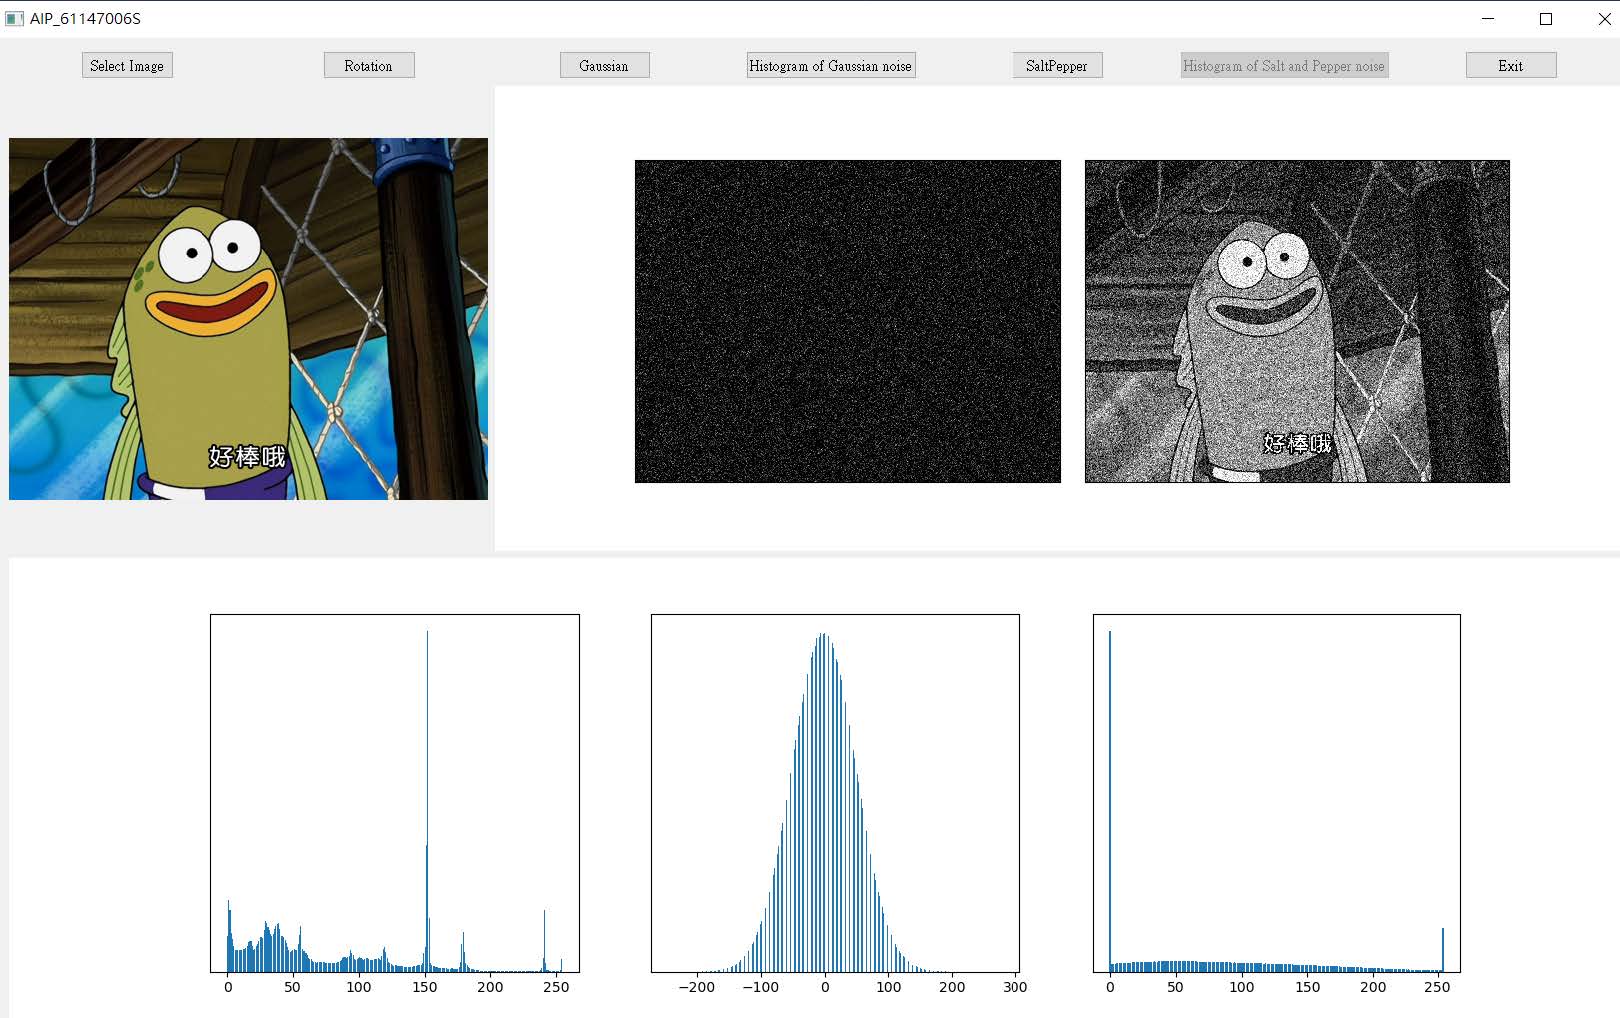 AIP_61147006S
Select Image
Rotation
Gaussian
Histogram of Gaussian noise
SaltPepper
Histogram of Salt and Pepper noise
Exit
好棒哦
好棒哦
0 50 100 150 200 250
−200 −100 0 100 200 300
0 50 100 150 200 250